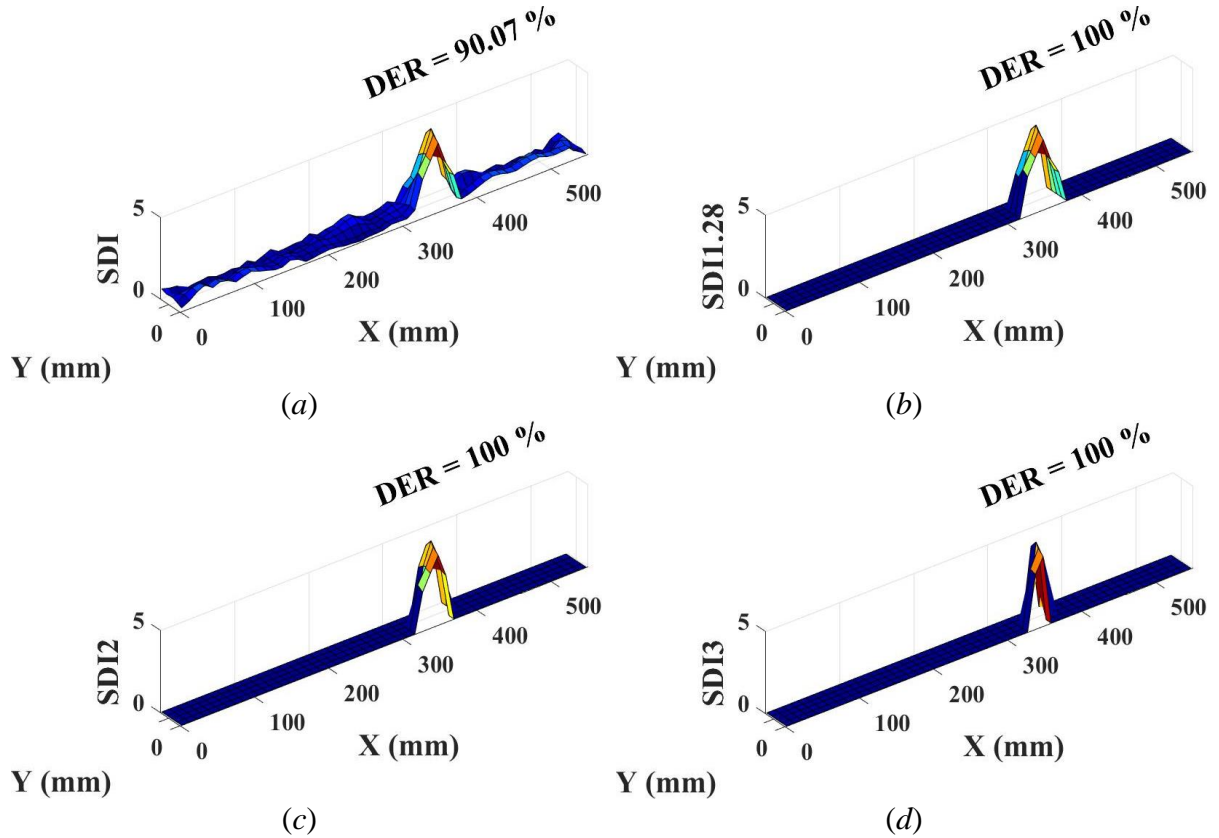 DER = 90.07 %
5
SDI
0
0
0
100
200
300
400
500
X (mm)
Y (mm)
(a)
DER = 100 %
5
SDI1.28
0
0
0
100
200
300
400
500
X (mm)
Y (mm)
(b)
DER = 100 %
5
SDI2
0
0
0
100
200
300
400
500
X (mm)
Y (mm)
(c)
DER = 100 %
5
SDI3
0
0
0
100
200
300
400
500
X (mm)
Y (mm)
(d)